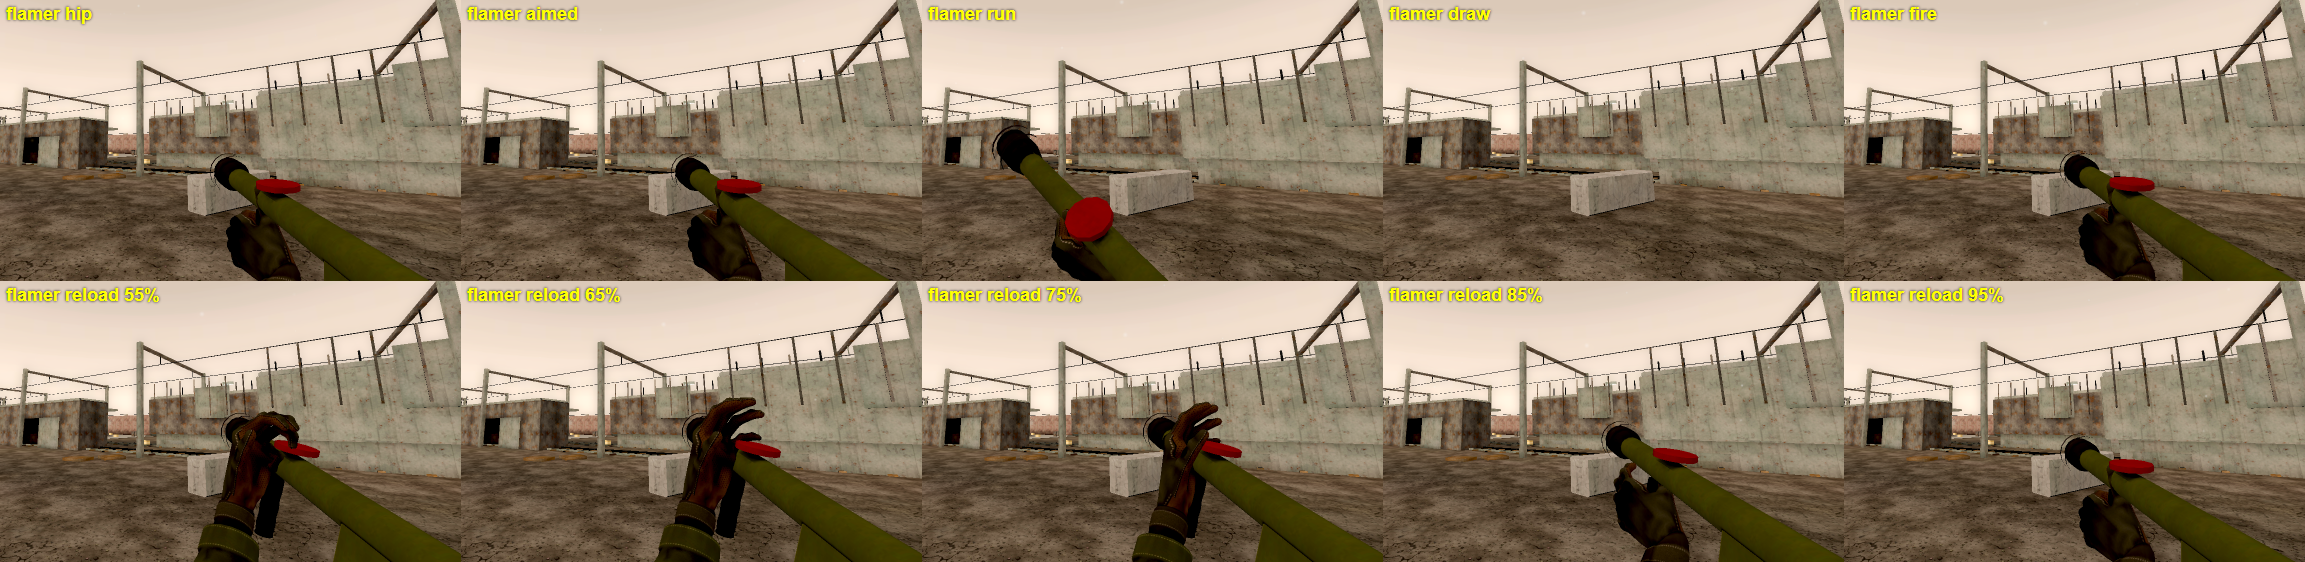 flamer hip
flamer aimed
flamer run
flamer draw
flamer fire
flamer reload 55%
flamer reload 65%
flamer reload 75%
flamer reload 85%
flamer reload 95%